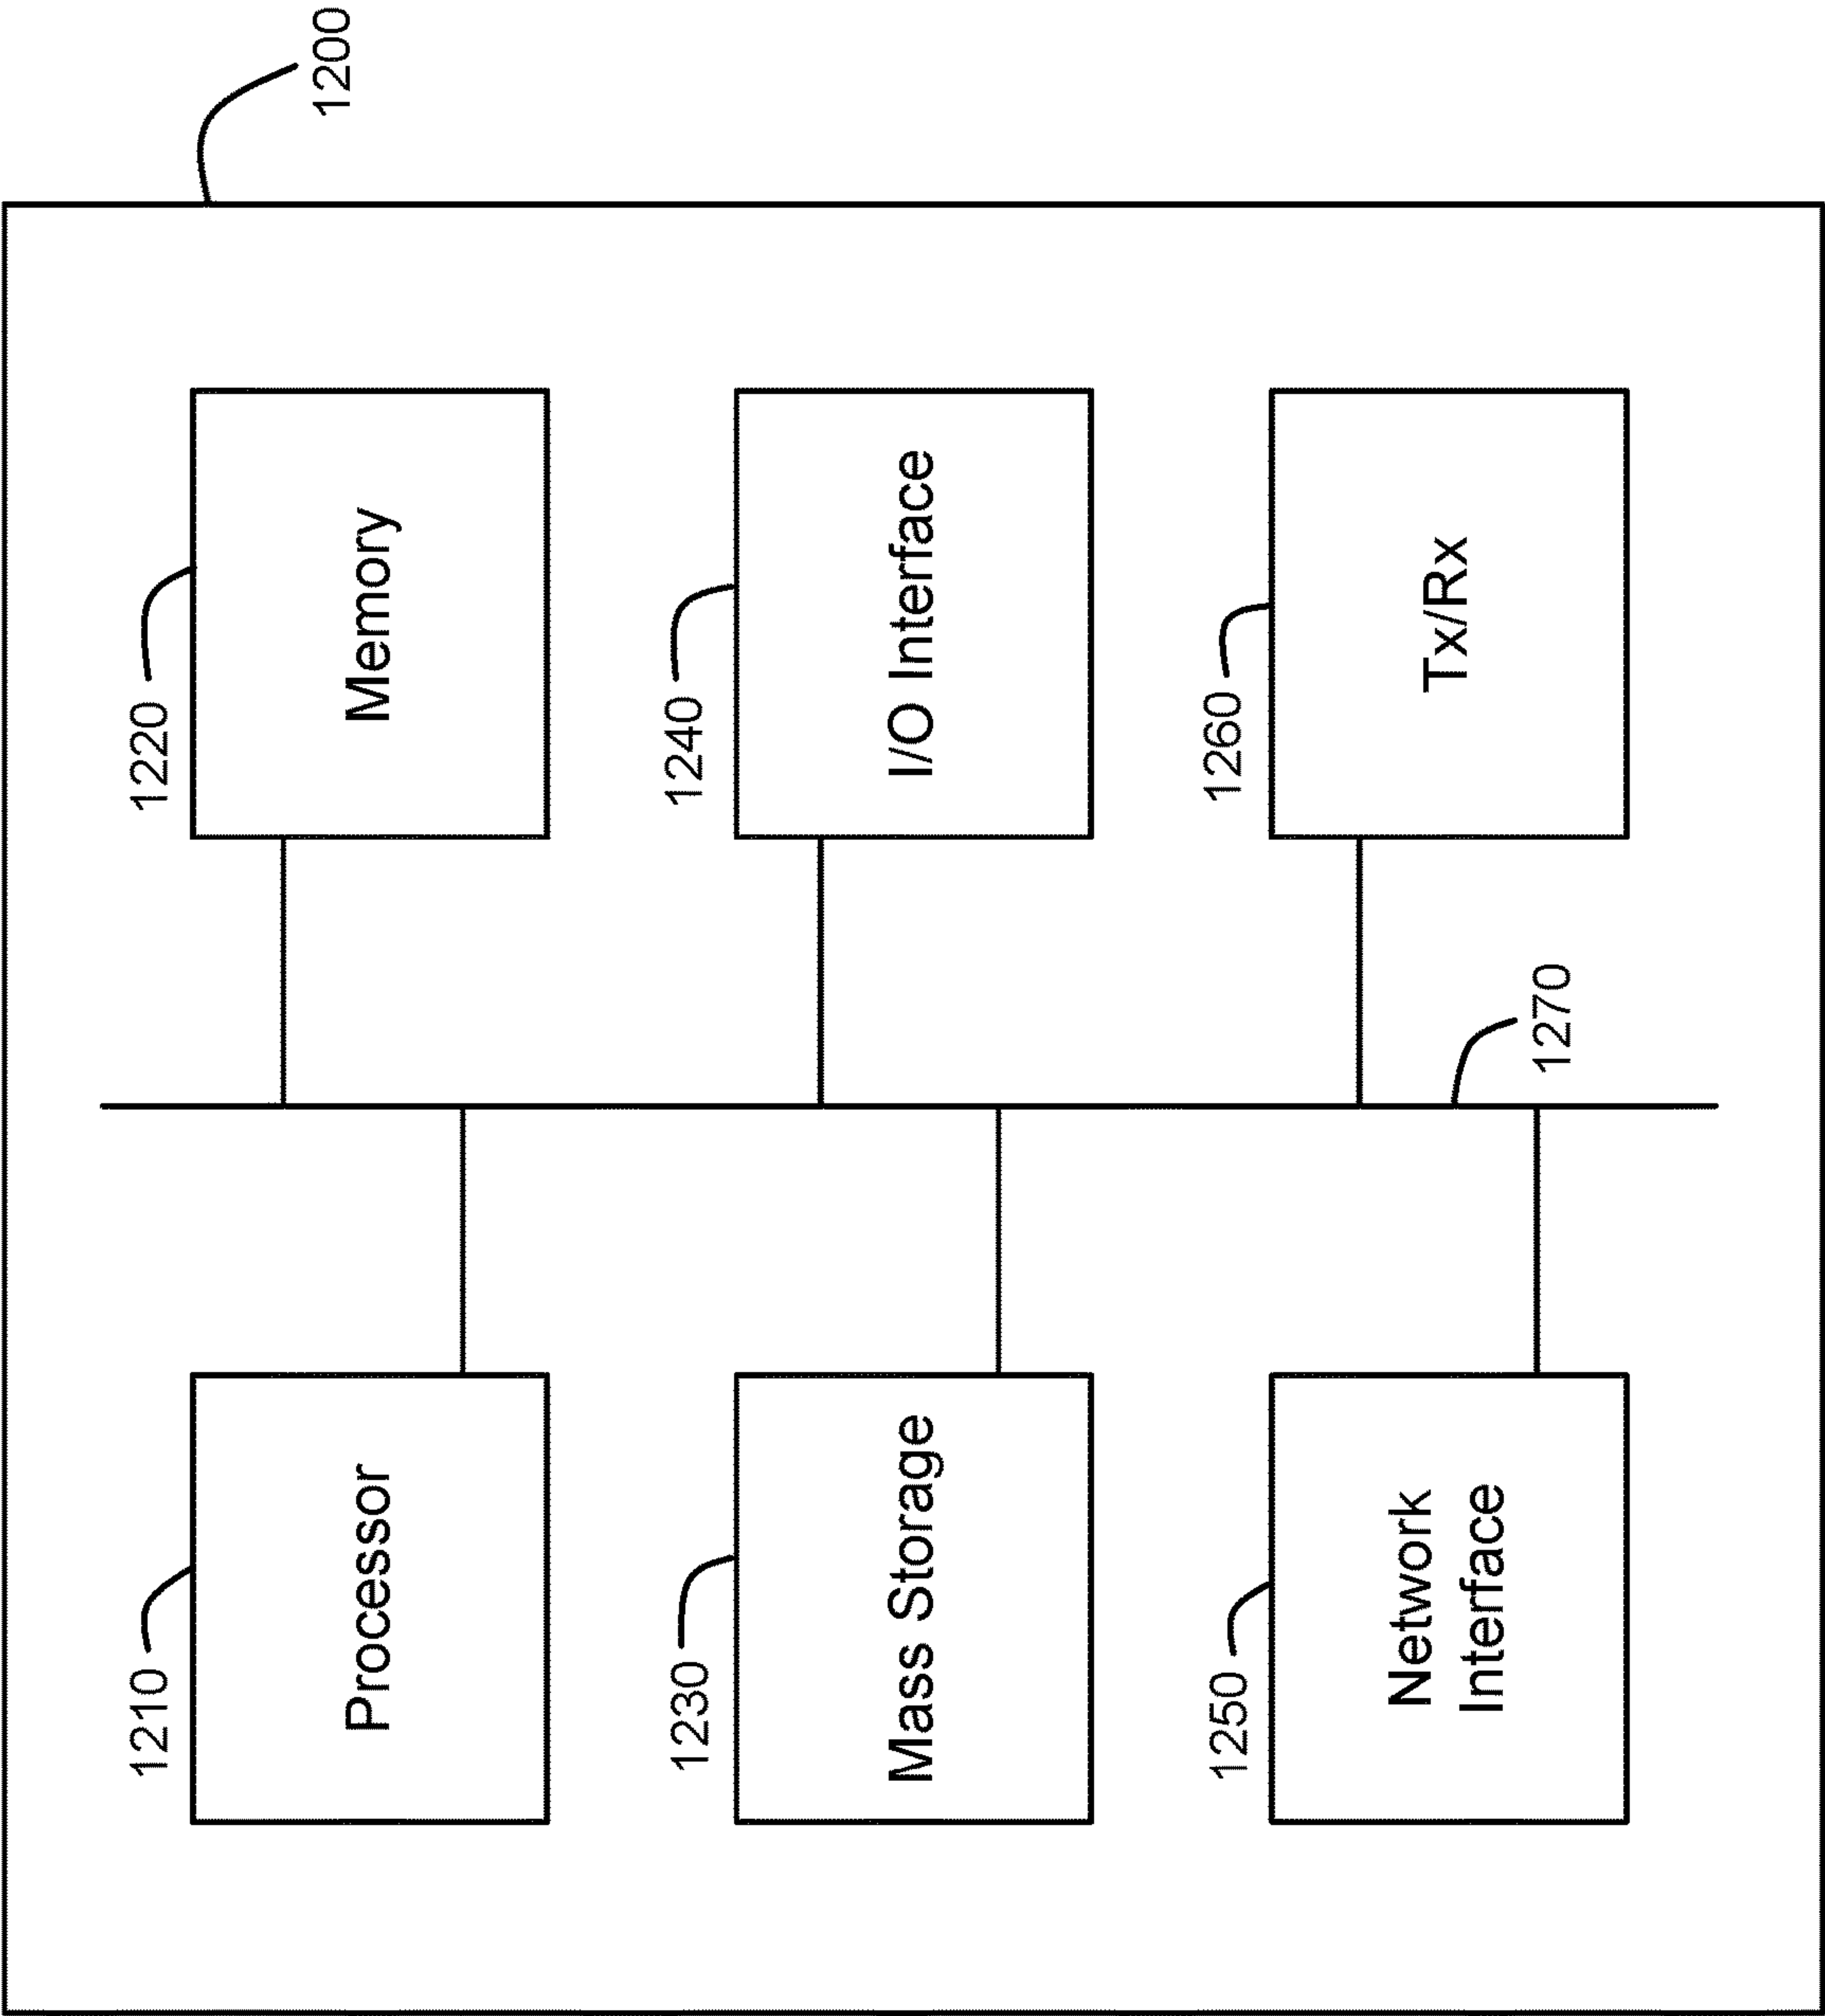 1200
1210
Processor
1220
Memory
1230
Mass Storage
1240
I/O Interface
1250
Network
Interface
1260
Tx/Rx
1270